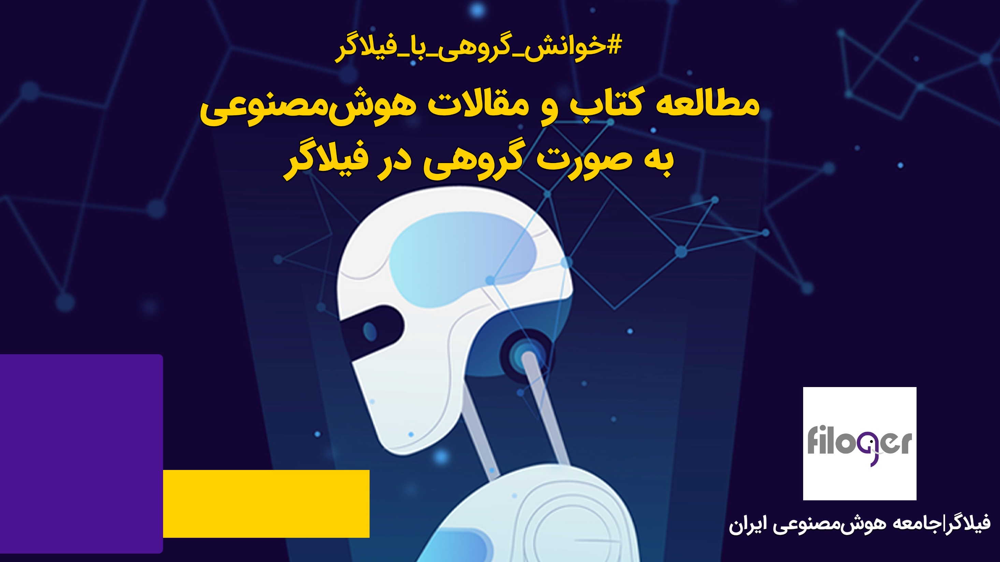 #خوانش_گروهی_با_فیلاگر
مطالعه کتاب و مقالات هوش‌مصنوعی
به صورت گروهی در فیلاگر
filoger
فیلاگر|جامعه هوش‌مصنوعی ایران